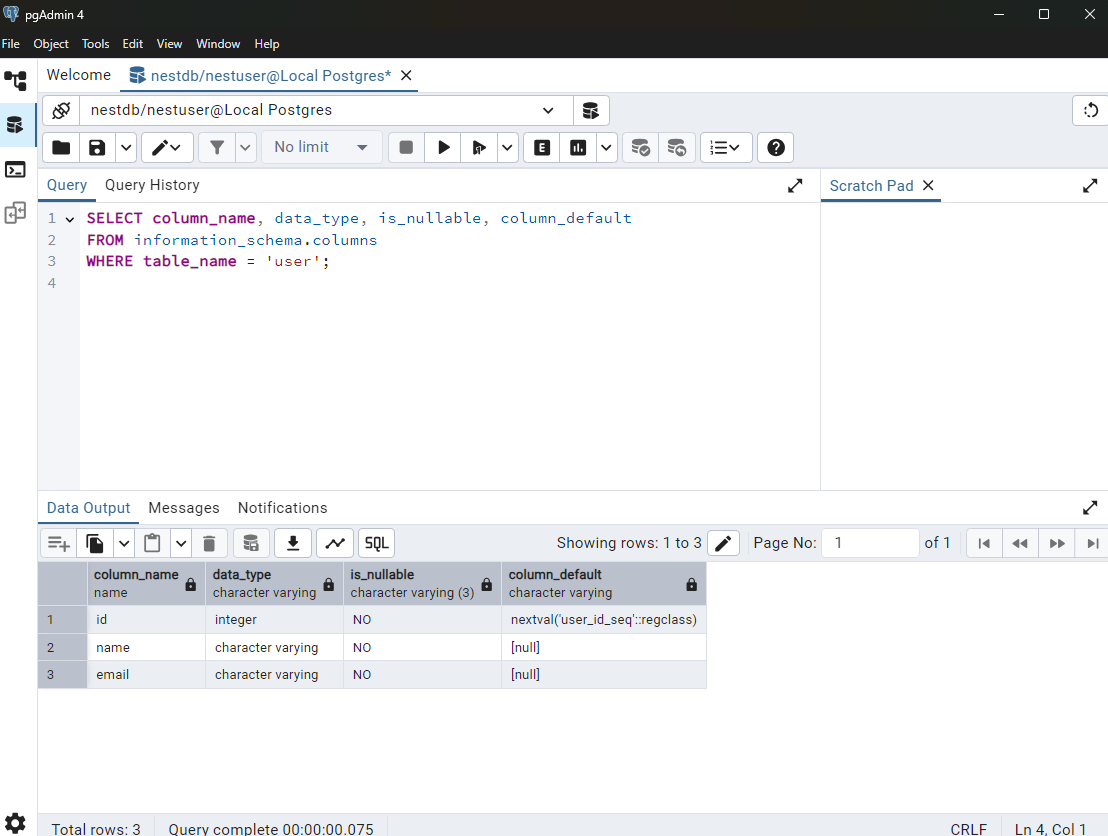 pgAdmin 4
File Object Tools Edit View Window Help
Welcome nestdb/nestuser@Local Postgres*
nestdb/nestuser@Local Postgres
No limit
E
Query Query History
Scratch Pad
1 SELECT column_name, data_type, is_nullable, column_default
2 FROM information_schema.columns
3 WHERE table_name = 'user';
4
Data Output Messages Notifications
SQL Showing rows: 1 to 3 Page No: 1 of 1
column_name data_type is_nullable column_default
name character varying character varying (3) character varying
1 id integer NO nextval('user_id_seq'::regclass)
2 name character varying NO [null]
3 email character varying NO [null]
Total rows: 3 Query complete 00:00:00.075 CRLF Ln 4, Col 1